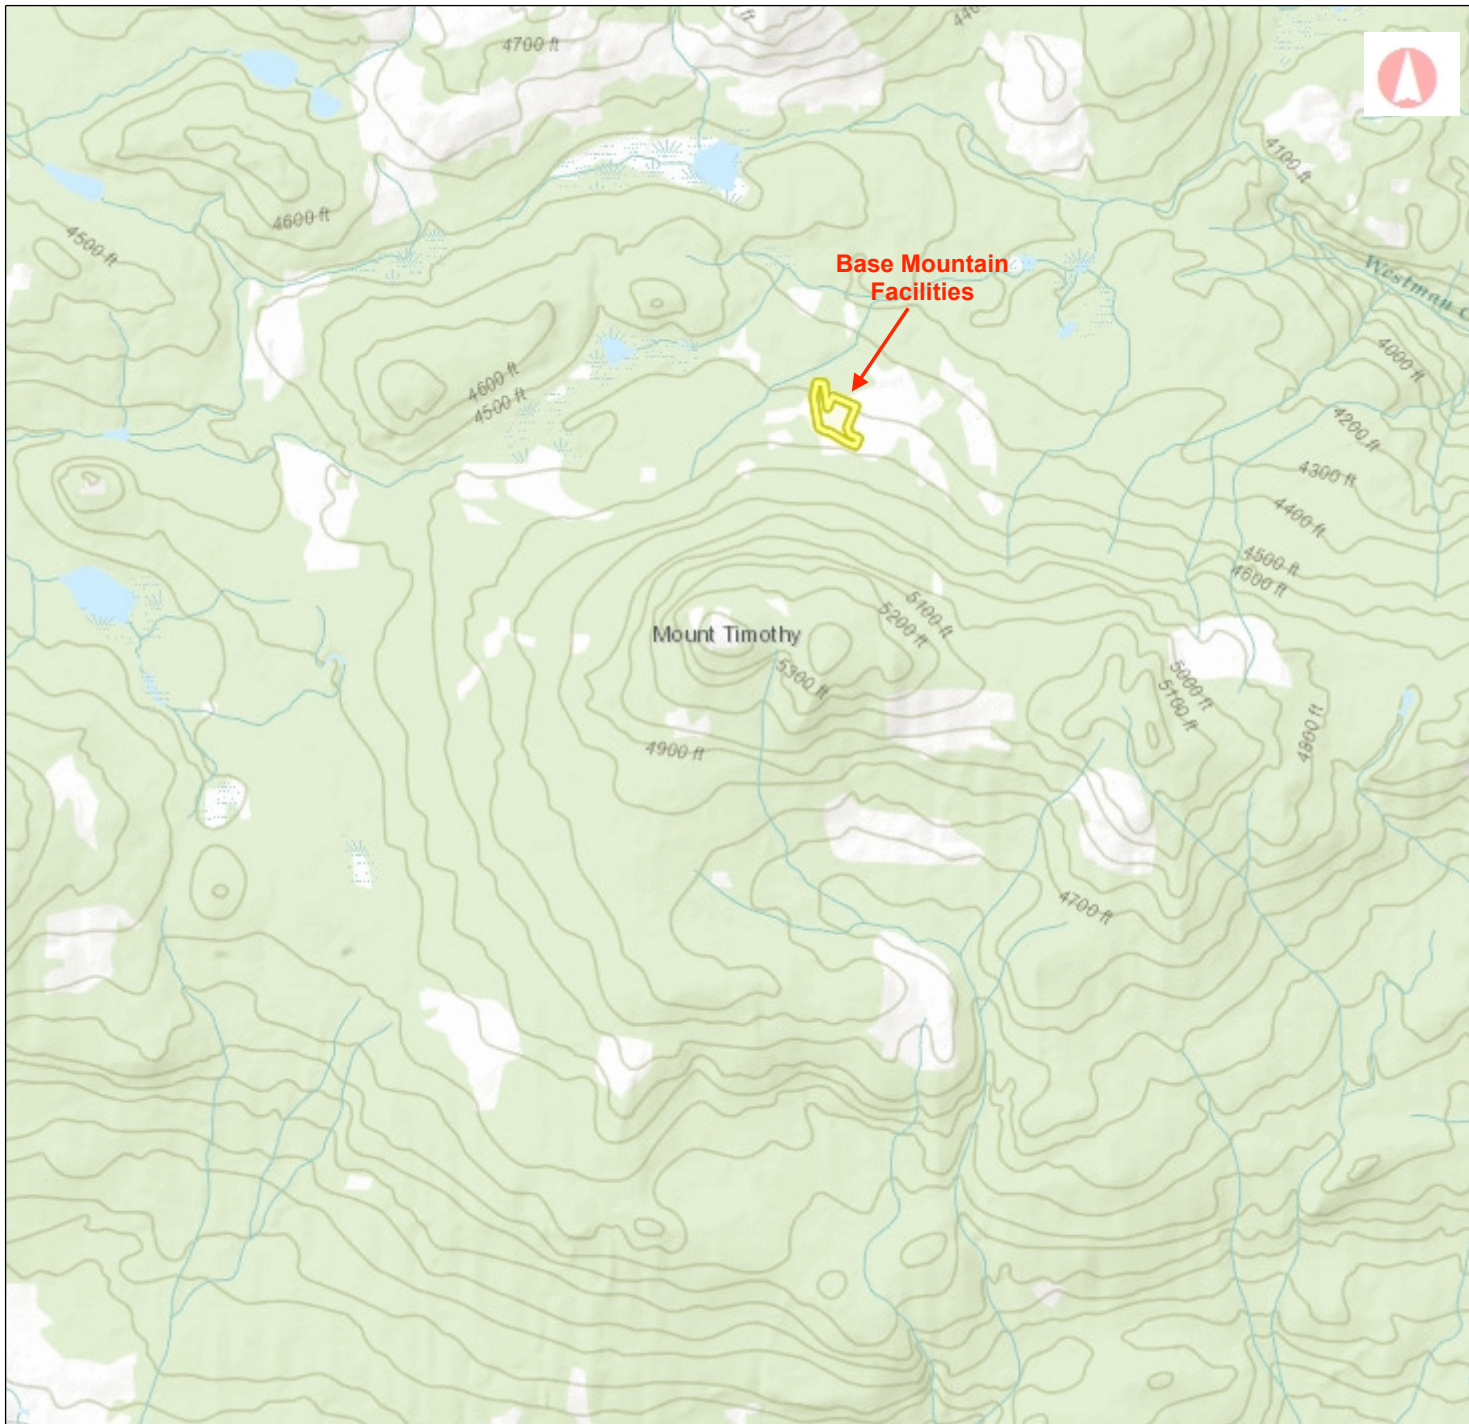 4700 ft
4100 ft
4600 ft
4500 ft
Base Mountain
Facilities
Westman
4000 ft
4600 ft
4500 ft
4200 ft
4300 ft
4400 ft
4500 ft
4600 ft
5100 ft
5200 ft
Mount Timothy
5300 ft
5000 ft
5100 ft
4900 ft
4800 ft
4700 ft